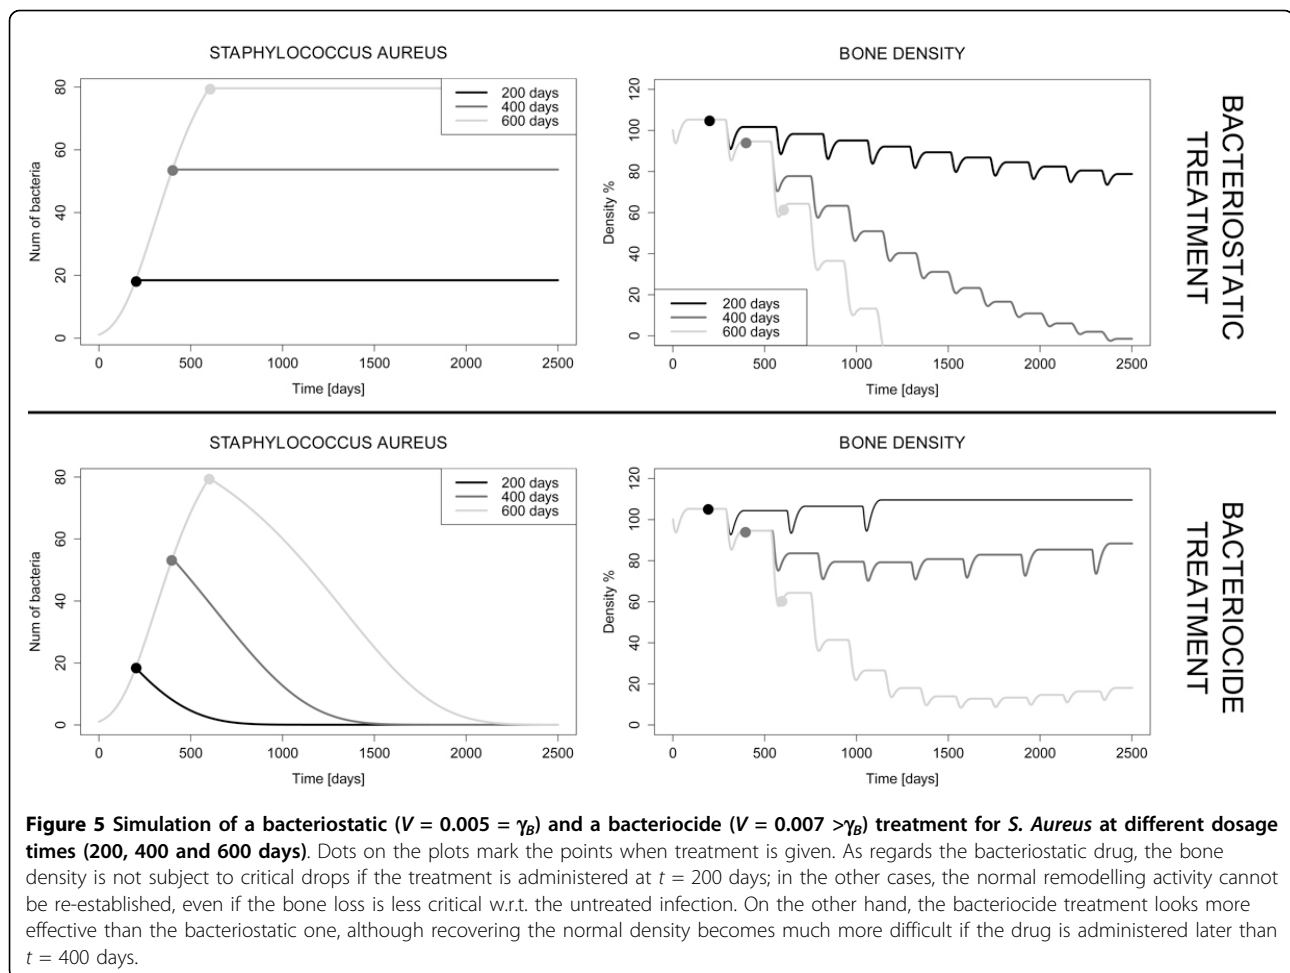 STAPHYLOCOCCUS AUREUS
Num of bacteria
80
60
40
20
0
200 days
400 days
600 days
0 500 1000 1500 2000 2500
Time [days]
BONE DENSITY
Density %
120
100
80
60
40
20
0
200 days
400 days
600 days
0 500 1000 1500 2000 2500
Time [days]
BACTERIOSTATIC
TREATMENT
STAPHYLOCOCCUS AUREUS
Num of bacteria
80
60
40
20
0
200 days
400 days
600 days
0 500 1000 1500 2000 2500
Time [days]
BONE DENSITY
Density %
120
100
80
60
40
20
0
0 500 1000 1500 2000 2500
Time [days]
BACTERIOCIDE
TREATMENT
Figure 5 Simulation of a bacteriostatic (V = 0.005 = γB) and a bacteriocide (V = 0.007 >γB) treatment for S. Aureus at different dosage
times (200, 400 and 600 days). Dots on the plots mark the points when treatment is given. As regards the bacteriostatic drug, the bone
density is not subject to critical drops if the treatment is administered at t = 200 days; in the other cases, the normal remodelling activity cannot
be re-established, even if the bone loss is less critical w.r.t. the untreated infection. On the other hand, the bacteriocide treatment looks more
effective than the bacteriostatic one, although recovering the normal density becomes much more difficult if the drug is administered later than
t = 400 days.